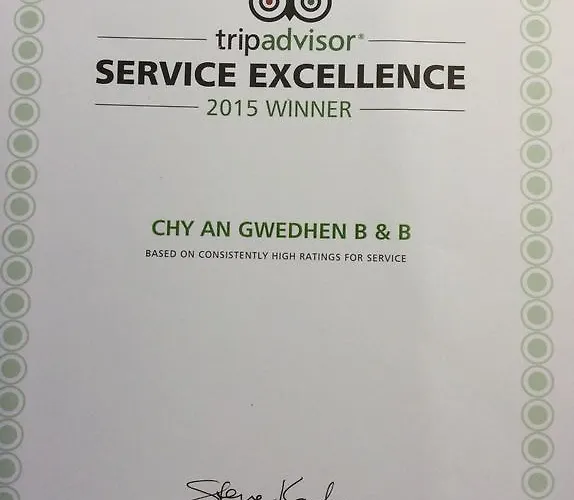 tripadvisor®
SERVICE EXCELLENCE
2015 WINNER
CHY AN GWEDHEN B & B
BASED ON CONSISTENTLY HIGH RATINGS FOR SERVICE